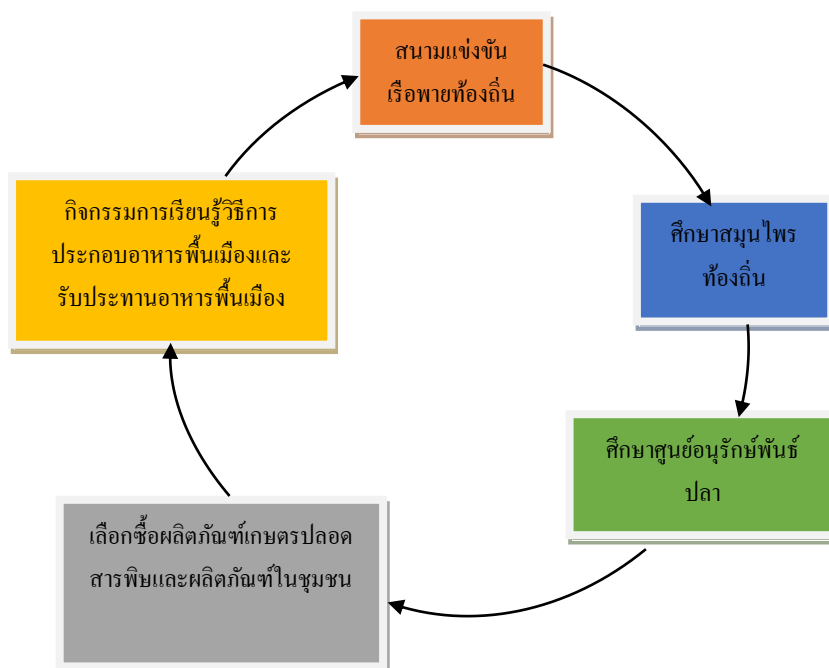 สนามแข่งขัน
เรือพายท้องถิ่น
ศึกษาสมุนไพร
ท้องถิ่น
ศึกษาศูนย์อนุรักษ์พันธ์
ปลา
เลือกซื้อผลิตภัณฑ์เกษตรปลอด
สารพิษและผลิตภัณฑ์ในชุมชน
กิจกรรมการเรียนรู้วิธีการ
ประกอบอาหารพื้นเมืองและ
รับประทานอาหารพื้นเมือง